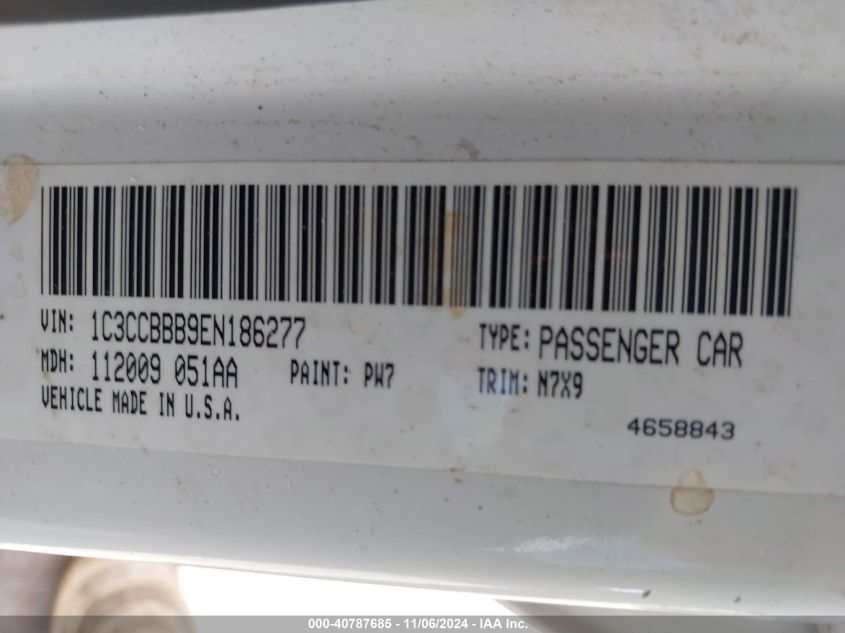 VIN: 1C3CCBBB9EN186277
TYPE: PASSENGER CAR
MDH: 112009 051AA
PAINT: PW7
TRIM: N7X9
VEHICLE MADE IN U.S.A.
4658843
000-40787685 - 11/06/2024 - IAA Inc.